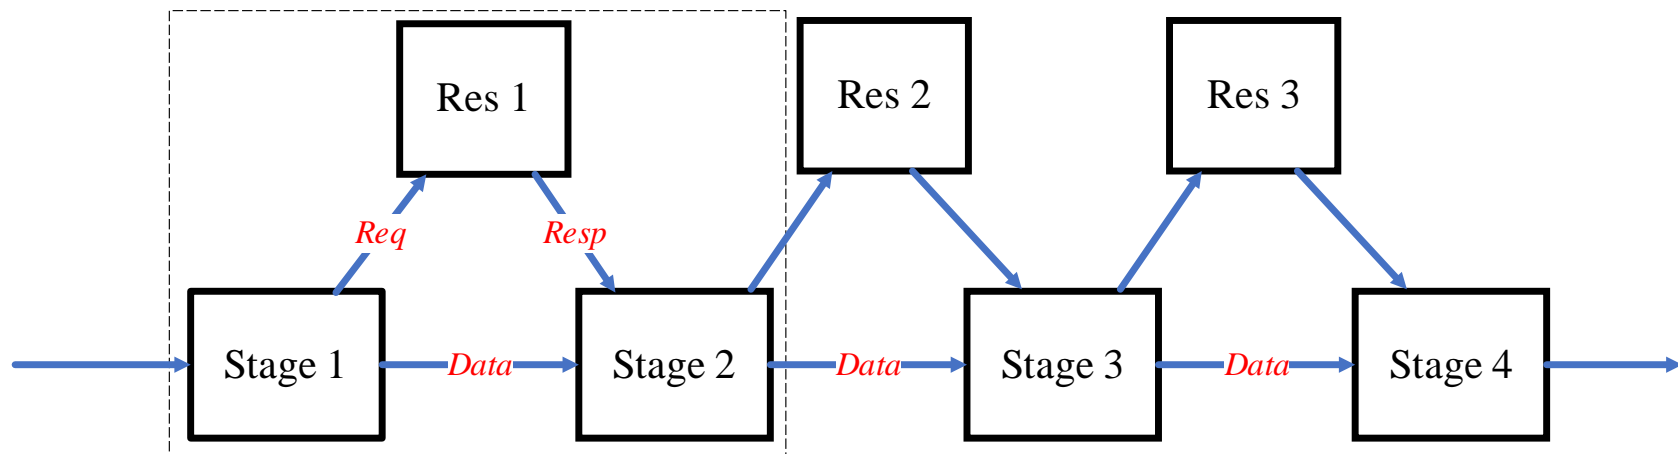 Res 1
Res 2
Res 3
Req
Resp
Stage 1
Data
Stage 2
Data
Stage 3
Data
Stage 4